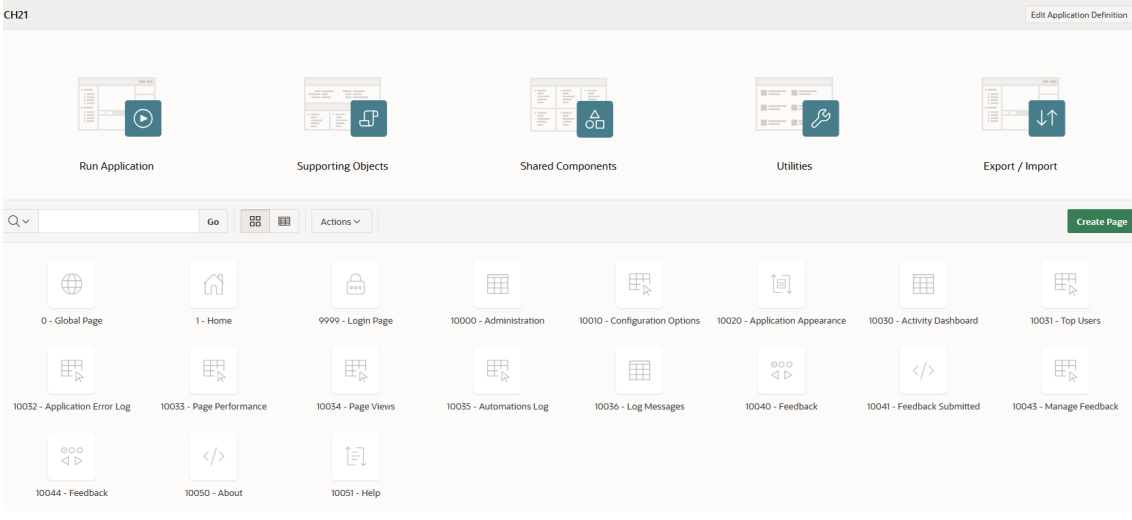 CH21
Edit Application Definition
Run Application
Supporting Objects
Shared Components
Utilities
Export / Import
Go
Actions
Create Page
0 - Global Page
1 - Home
9999 - Login Page
10000 - Administration
10010 - Configuration Options
10020 - Application Appearance
10030 - Activity Dashboard
10031 - Top Users
10032 - Application Error Log
10033 - Page Performance
10034 - Page Views
10035 - Automations Log
10036 - Log Messages
10040 - Feedback
10041 - Feedback Submitted
10043 - Manage Feedback
10044 - Feedback
10050 - About
10051 - Help